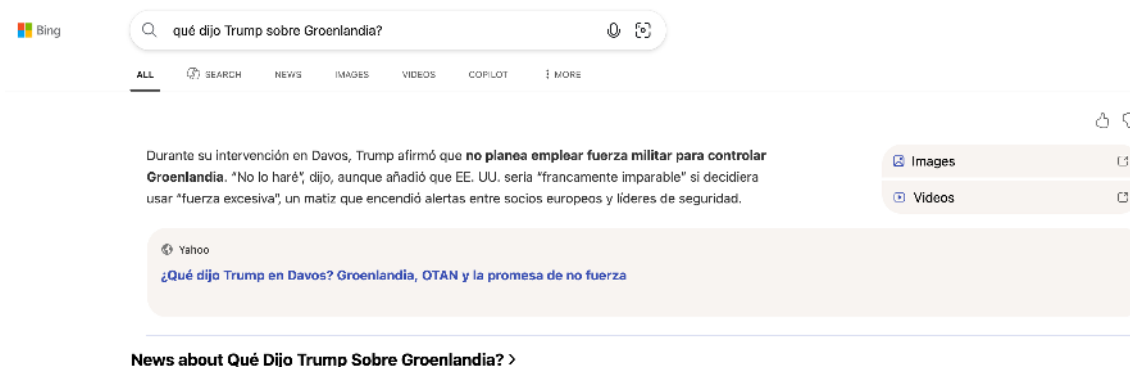 Bing
qué dijo Trump sobre Groenlandia?
ALL SEARCH NEWS IMAGES VIDEOS COPILOT MORE
Durante su intervención en Davos, Trump afirmó que no planea emplear fuerza militar para controlar
Groenlandia. “No lo haré”, dijo, aunque añadió que EE. UU. seria “francamente imparable” si decidiera
usar “fuerza excesiva”, un matiz que encendió alertas entre socios europeos y líderes de seguridad.
Images
Videos
Yahoo
¿Qué dijo Trump en Davos? Groenlandia, OTAN y la promesa de no fuerza
News about Qué Dijo Trump Sobre Groenlandia? >